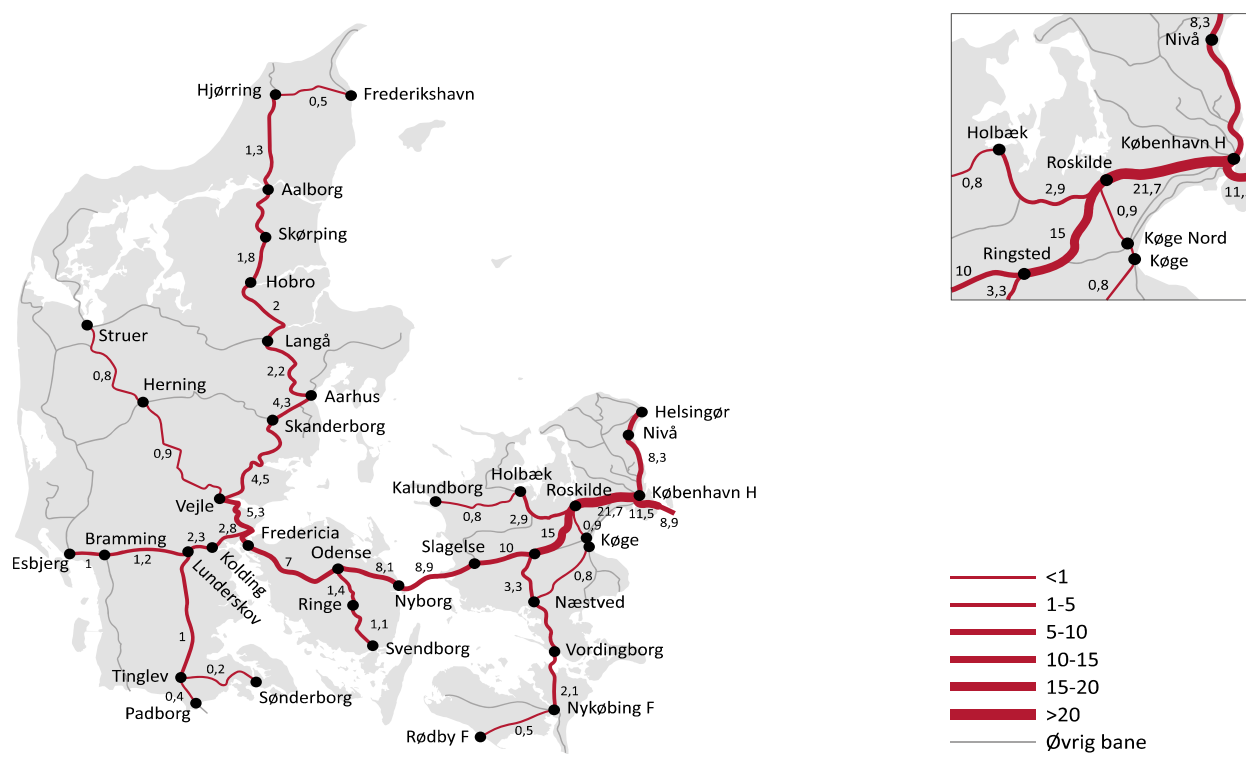 Hjørring
0,5
Frederikshavn
1,3
Aalborg
Skørping
1,8
Hobro
2
Struer
Langå
2,2
0,8
Herning
Aarhus
4,3
Skanderborg
0,9
4,5
Vejle
5,3
2,8
Fredericia
2,3
Bramming
Esbjerg
1
1,2
Kolding
Lunderskov
7
Odense
8,1
8,9
1,4
Ringe
Nyborg
1,1
Svendborg
1
Tinglev
0,2
0,4
Sønderborg
Padborg
Helsingør
Nivå
8,3
Holbæk
Kalundborg
Roskilde
København H
0,8
2,9
21,7
11,5
8,9
0,9
15
Køge
Slagelse
10
0,8
3,3
Næstved
Vordingborg
2,1
Nykøbing F
0,5
Rødby F
8,3
Nivå
Holbæk
København H
Roskilde
0,8
2,9
21,7
11,
0,9
15
Køge Nord
Ringsted
Køge
10
3,3
0,8
<1
1-5
5-10
10-15
15-20
>20
Øvrig bane